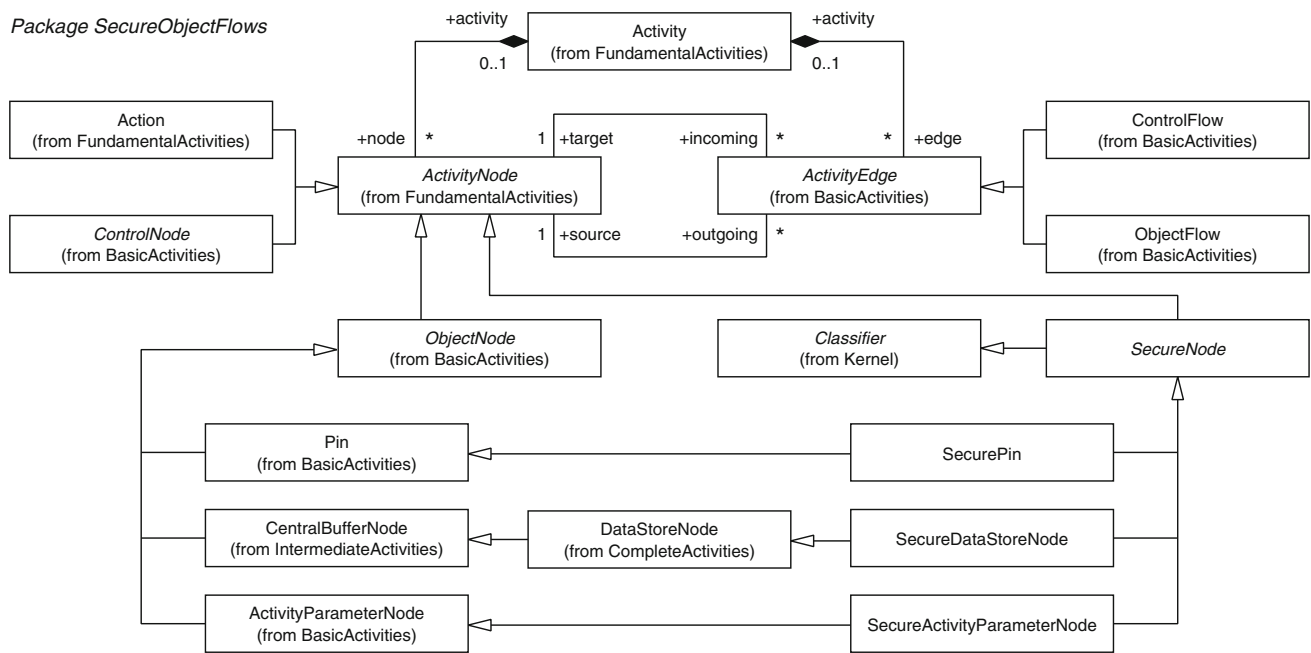 Package SecureObjectFlows
+activity
Activity
(from FundamentalActivities)
+activity
0..1
0..1
Action
(from FundamentalActivities)
ControlFlow
(from BasicActivities)
+node
*
1
+target
+incoming
*
*
+edge
ActivityNode
(from FundamentalActivities)
ActivityEdge
(from BasicActivities)
ControlNode
(from BasicActivities)
1
+source
+outgoing
*
ObjectFlow
(from BasicActivities)
ObjectNode
(from BasicActivities)
Classifier
(from Kernel)
SecureNode
Pin
(from BasicActivities)
SecurePin
CentralBufferNode
(from IntermediateActivities)
DataStoreNode
(from CompleteActivities)
SecureDataStoreNode
ActivityParameterNode
(from BasicActivities)
SecureActivityParameterNode